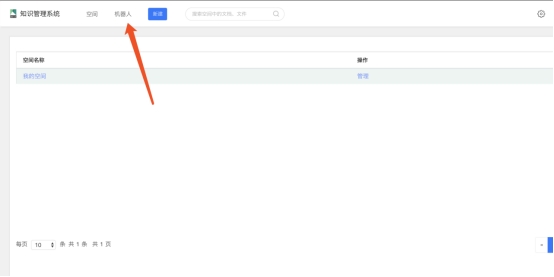 知识管理系统 空间 机器人 新建 搜索空间中的文档、文件
空间名称 操作
我的空间 管理
每页 10 条 共 1 条 共 1 页